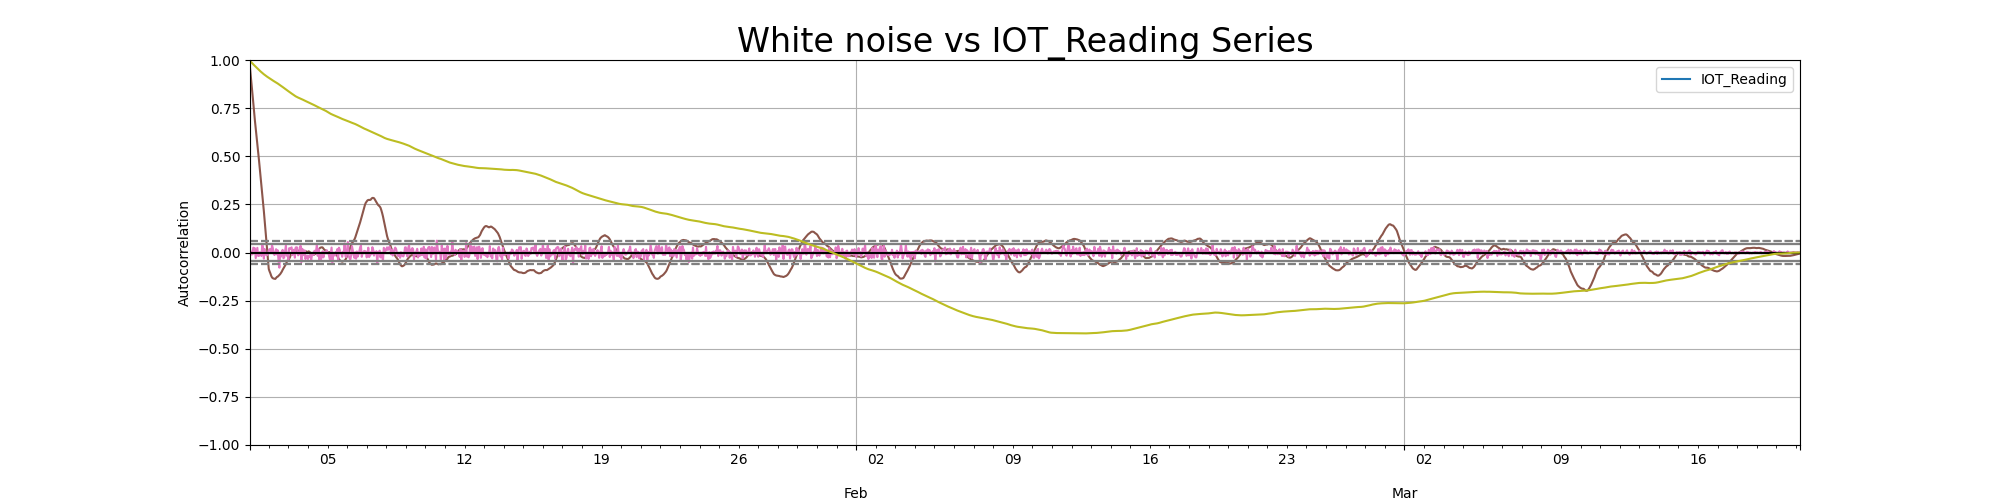 White noise vs IOT_Reading Series
IOT_Reading
Autocorrelation
1.00
0.75
0.50
0.25
0.00
−0.25
−0.50
−0.75
−1.00
05 12 19 26 02 09 16 23 02 09 16
Feb Mar